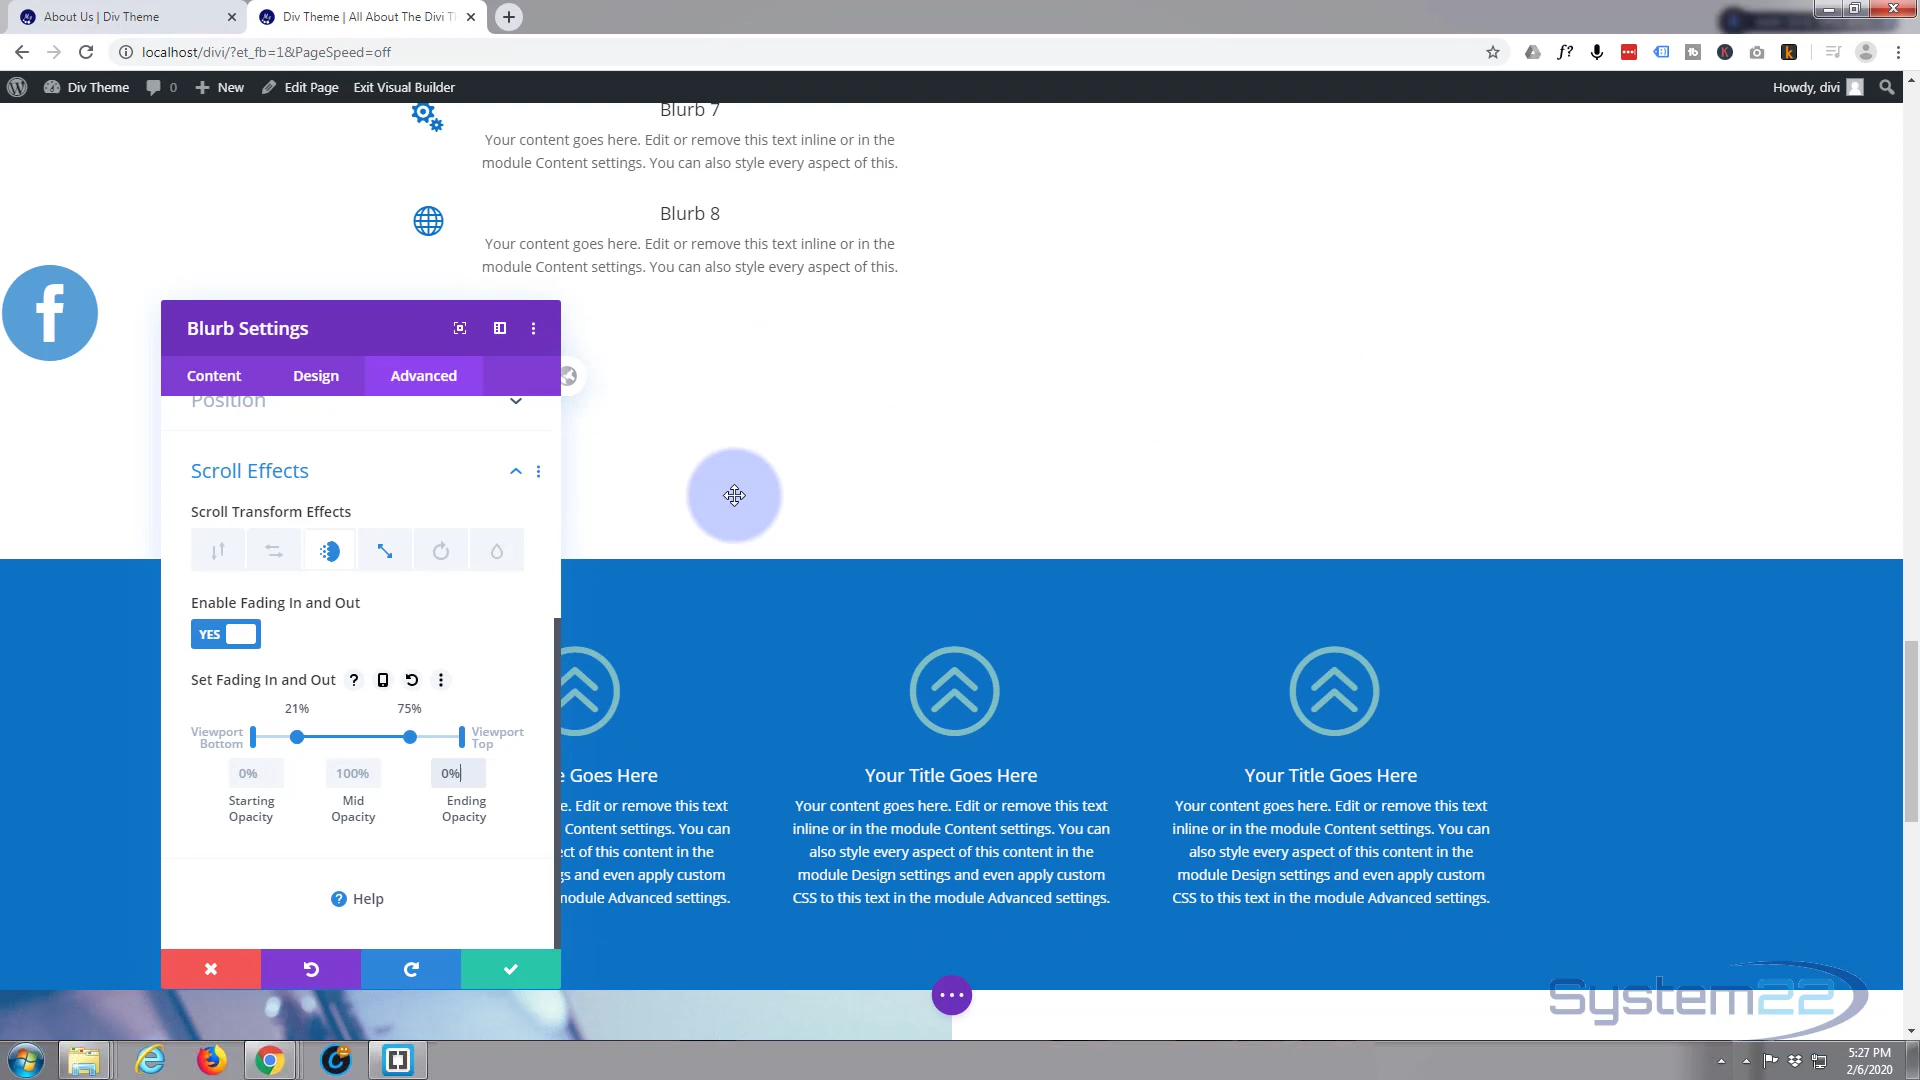 About Us | Div Theme
Div Theme | All About The Divi Th
localhost/divi/?et_fb=1&PageSpeed=off
Div Theme
0
New
Edit Page
Exit Visual Builder
Howdy, divi
Blurb 7
Your content goes here. Edit or remove this text inline or in the
module Content settings. You can also style every aspect of this.
Blurb 8
Your content goes here. Edit or remove this text inline or in the
module Content settings. You can also style every aspect of this.
Blurb Settings
Content
Design
Advanced
Position
Scroll Effects
Scroll Transform Effects
Enable Fading In and Out
YES
Set Fading In and Out
21%
75%
Viewport
Bottom
Viewport
Top
0%
100%
0%
Starting
Opacity
Mid
Opacity
Ending
Opacity
Help
e Goes Here
e. Edit or remove this text
Content settings. You can
ect of this content in the
gs and even apply custom
module Advanced settings.
Your Title Goes Here
Your content goes here. Edit or remove this text
inline or in the module Content settings. You can
also style every aspect of this content in the
module Design settings and even apply custom
CSS to this text in the module Advanced settings.
Your Title Goes Here
Your content goes here. Edit or remove this text
inline or in the module Content settings. You can
also style every aspect of this content in the
module Design settings and even apply custom
CSS to this text in the module Advanced settings.
System22
5:27 PM
2/6/2020